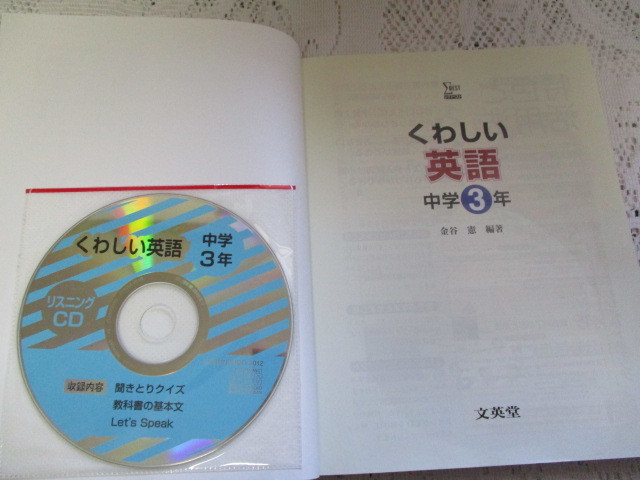 くわしい英語
中学
3年
リスニング
CD
収録内容 聞きとりクイズ
教科書の基本文
Let's Speak
BEST
くわしい
英語
中学3年
金谷 憲 編著
文英堂